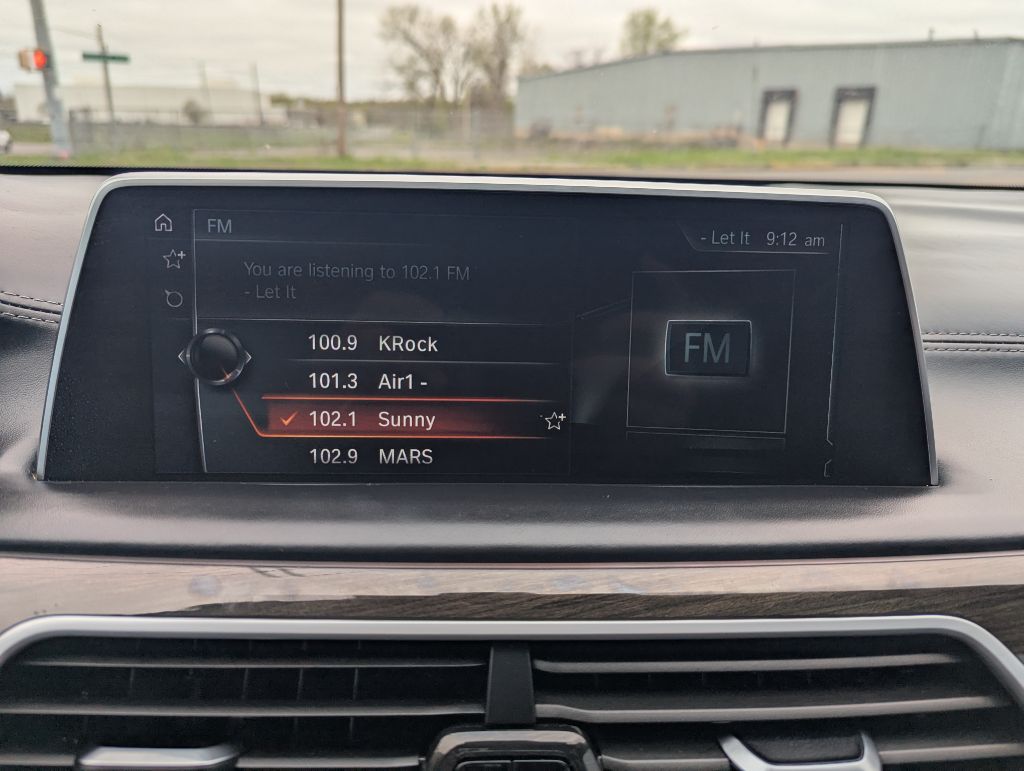 FM
- Let It 9:12 am
You are listening to 102.1 FM
- Let It
100.9 KRock
101.3 Air1 -
102.1 Sunny
102.9 MARS
FM